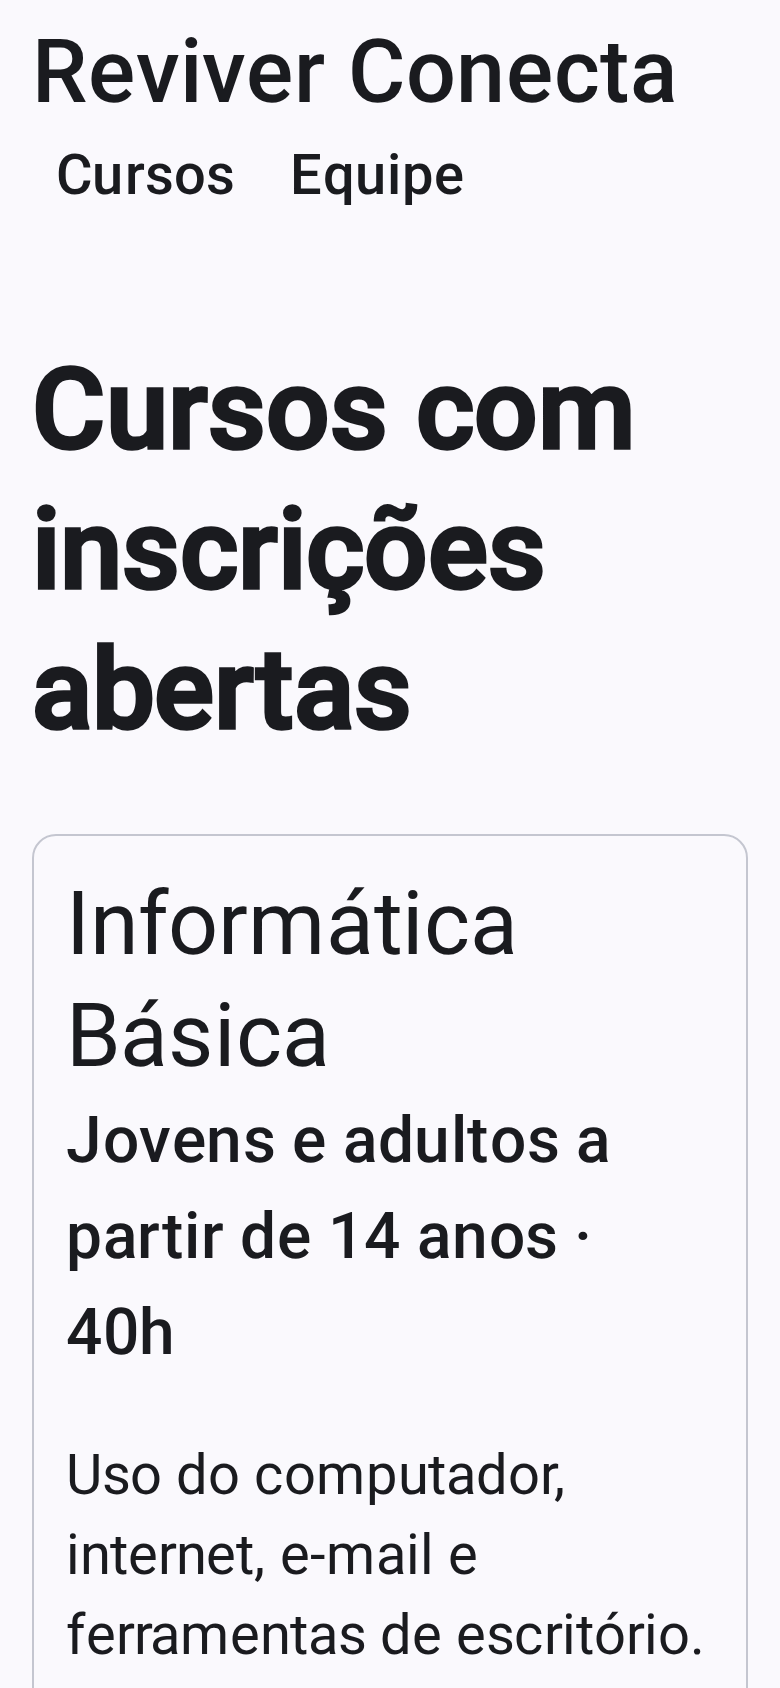 Reviver Conecta
Cursos Equipe
Cursos com
inscrições
abertas
Informática
Básica
Jovens e adultos a
partir de 14 anos ·
40h
Uso do computador,
internet, e-mail e
ferramentas de escritório.